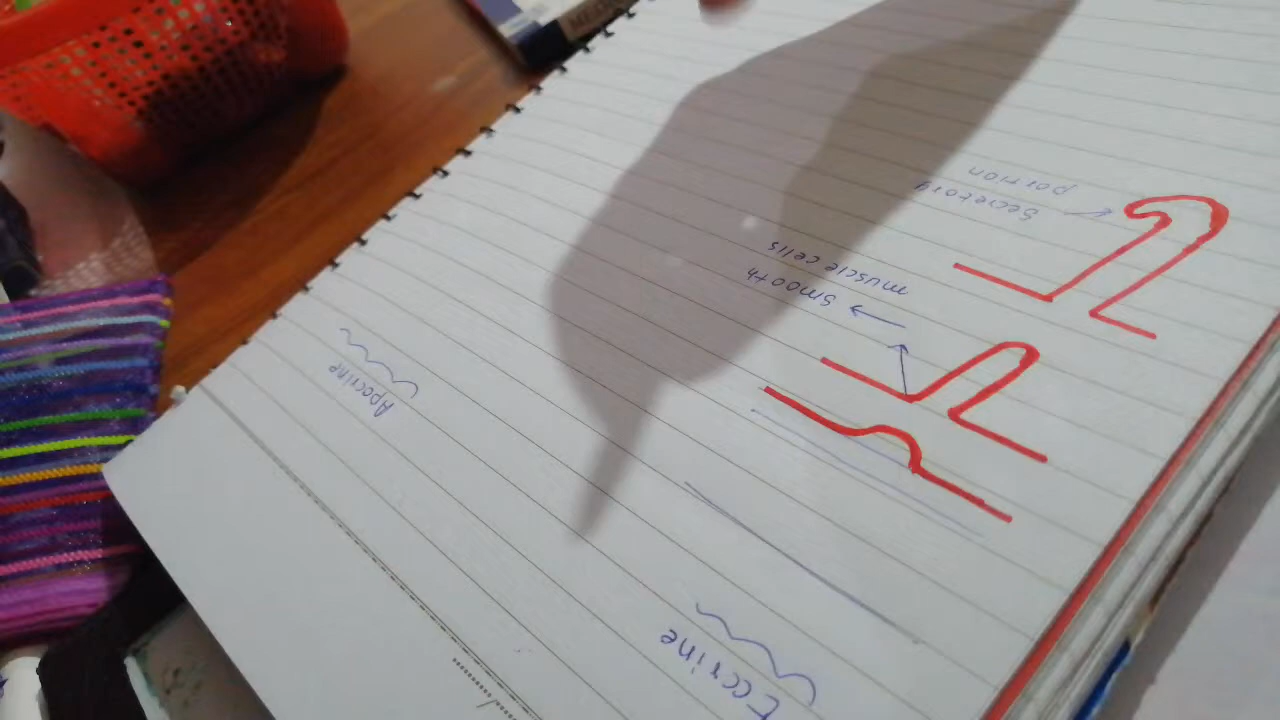 Eccrine
Apocrine
smooth
muscle cells
Secretory
portion